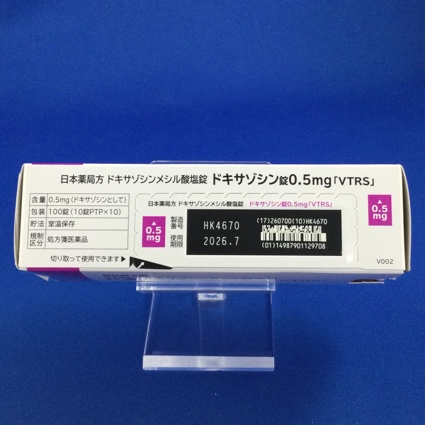 日本薬局方 ドキサゾシンメシル酸塩錠 ドキサゾシン錠0.5mg「VTRS」
含量 0.5mg(ドキサゾシンとして)
包装 100錠(10錠PTP×10)
貯法 室温保存
規制区分 処方箋医薬品
切り取って使用できます▶
日本薬局方 ドキサゾシンメシル酸塩錠 ドキサゾシン錠0.5mg「VTRS」
▲
0.5
mg
製造番号 HK4670
使用期限 2026.7
(17)260700(10)HK4670
(01)14987901129708
▲
0.5
mg
V002